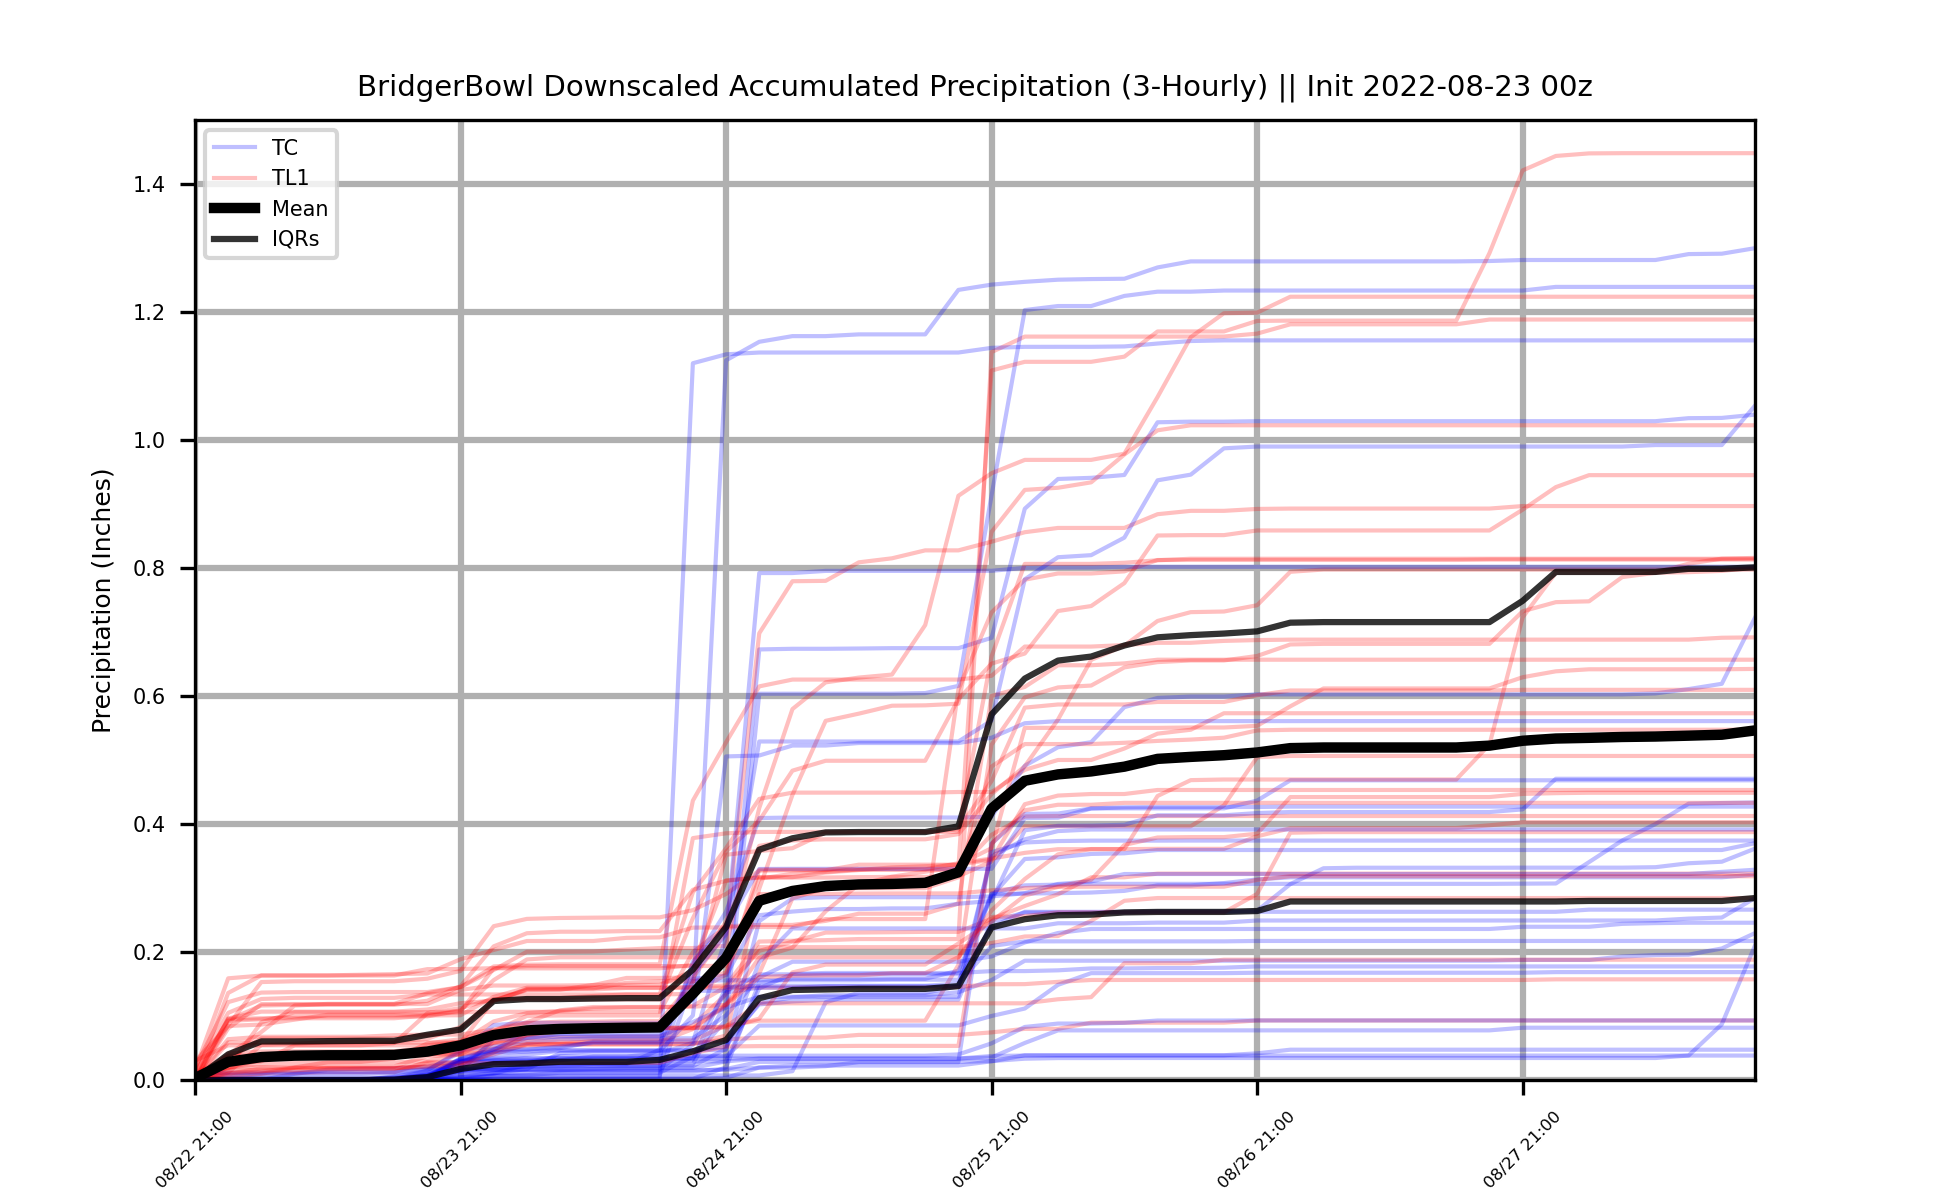 BridgerBowl Downscaled Accumulated Precipitation (3-Hourly) || Init 2022-08-23 00z
TC
TL1
Mean
IQRs
Precipitation (Inches)
1.4
1.2
1.0
0.8
0.6
0.4
0.2
0.0
08/22 21:00
08/23 21:00
08/24 21:00
08/25 21:00
08/26 21:00
08/27 21:00